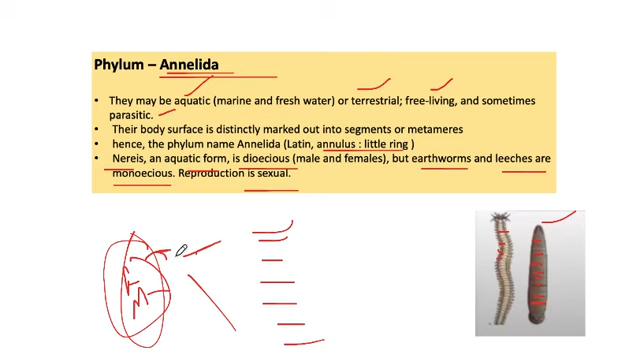 Phylum – Annelida
• They may be aquatic (marine and fresh water) or terrestrial; free-living, and sometimes
parasitic.
• Their body surface is distinctly marked out into segments or metameres
• hence, the phylum name Annelida (Latin, annulus : little ring )
• Nereis, an aquatic form, is dioecious (male and females), but earthworms and leeches are
monoecious. Reproduction is sexual.
F
M